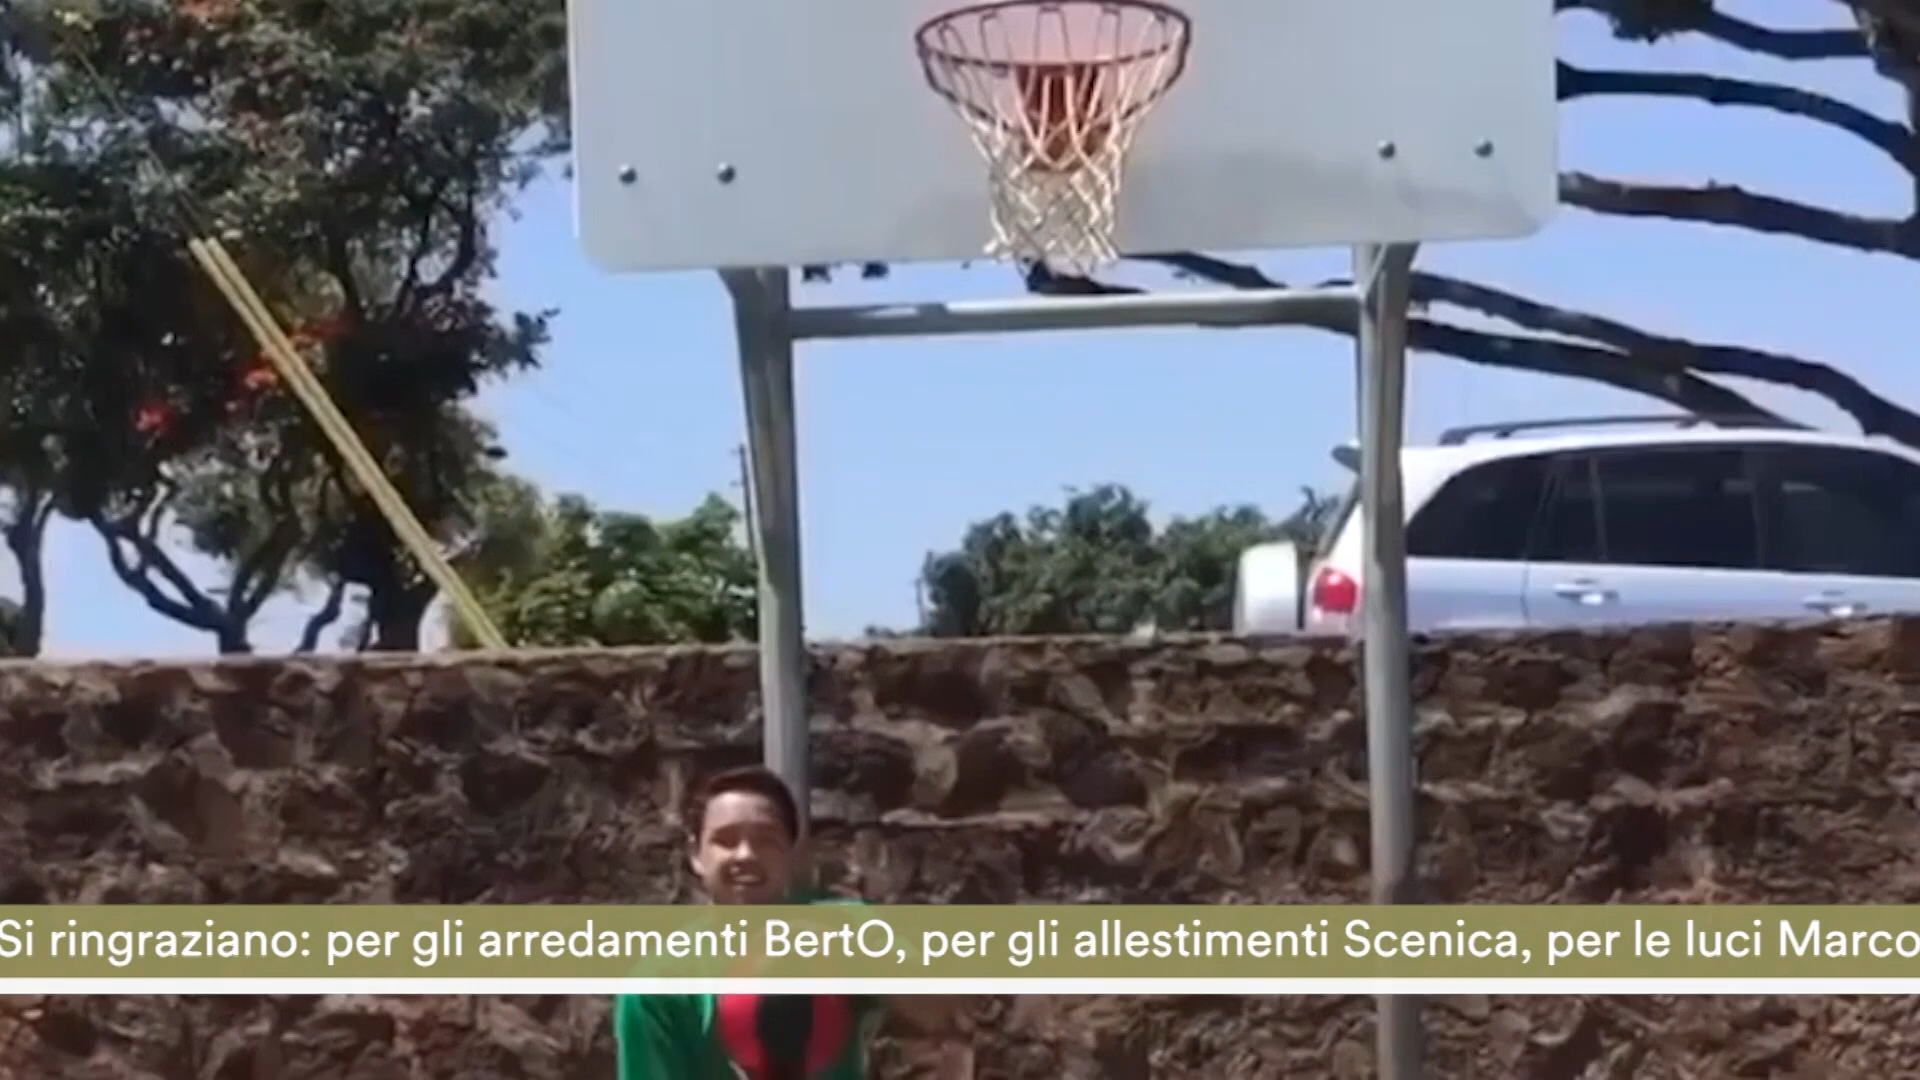 Si ringraziano: per gli arredamenti BertO, per gli allestimenti Scenica, per le luci Marco